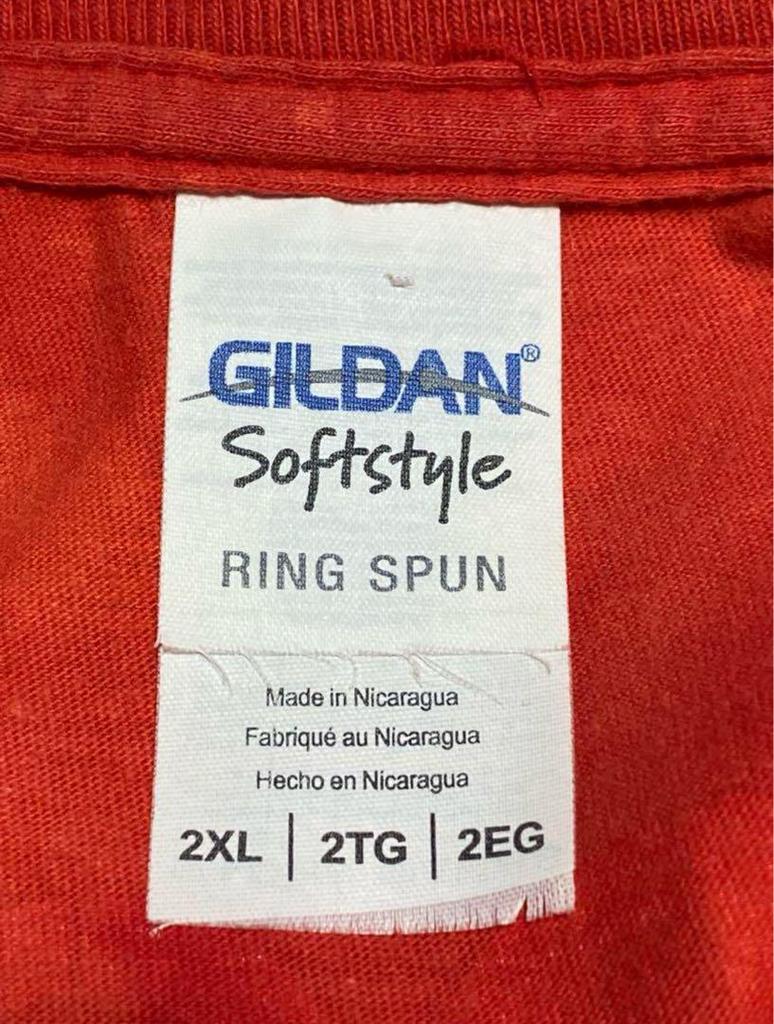 GILDAN®
Softstyle
RING SPUN
Made in Nicaragua
Fabriqué au Nicaragua
Hecho en Nicaragua
2XL | 2TG | 2EG